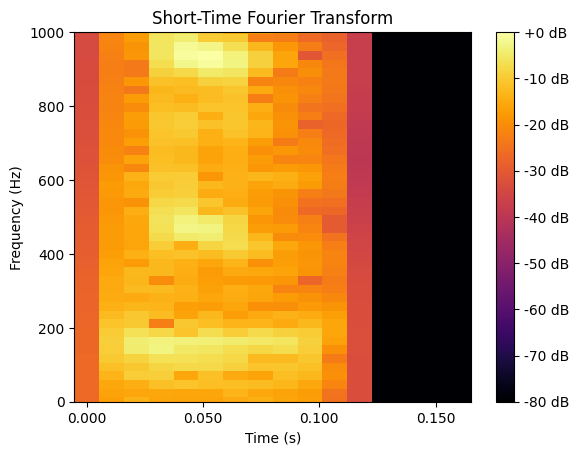 Short-Time Fourier Transform
1000
800
600
400
200
0
Frequency (Hz)
0.000
0.050
0.100
0.150
Time (s)
+0 dB
-10 dB
-20 dB
-30 dB
-40 dB
-50 dB
-60 dB
-70 dB
-80 dB